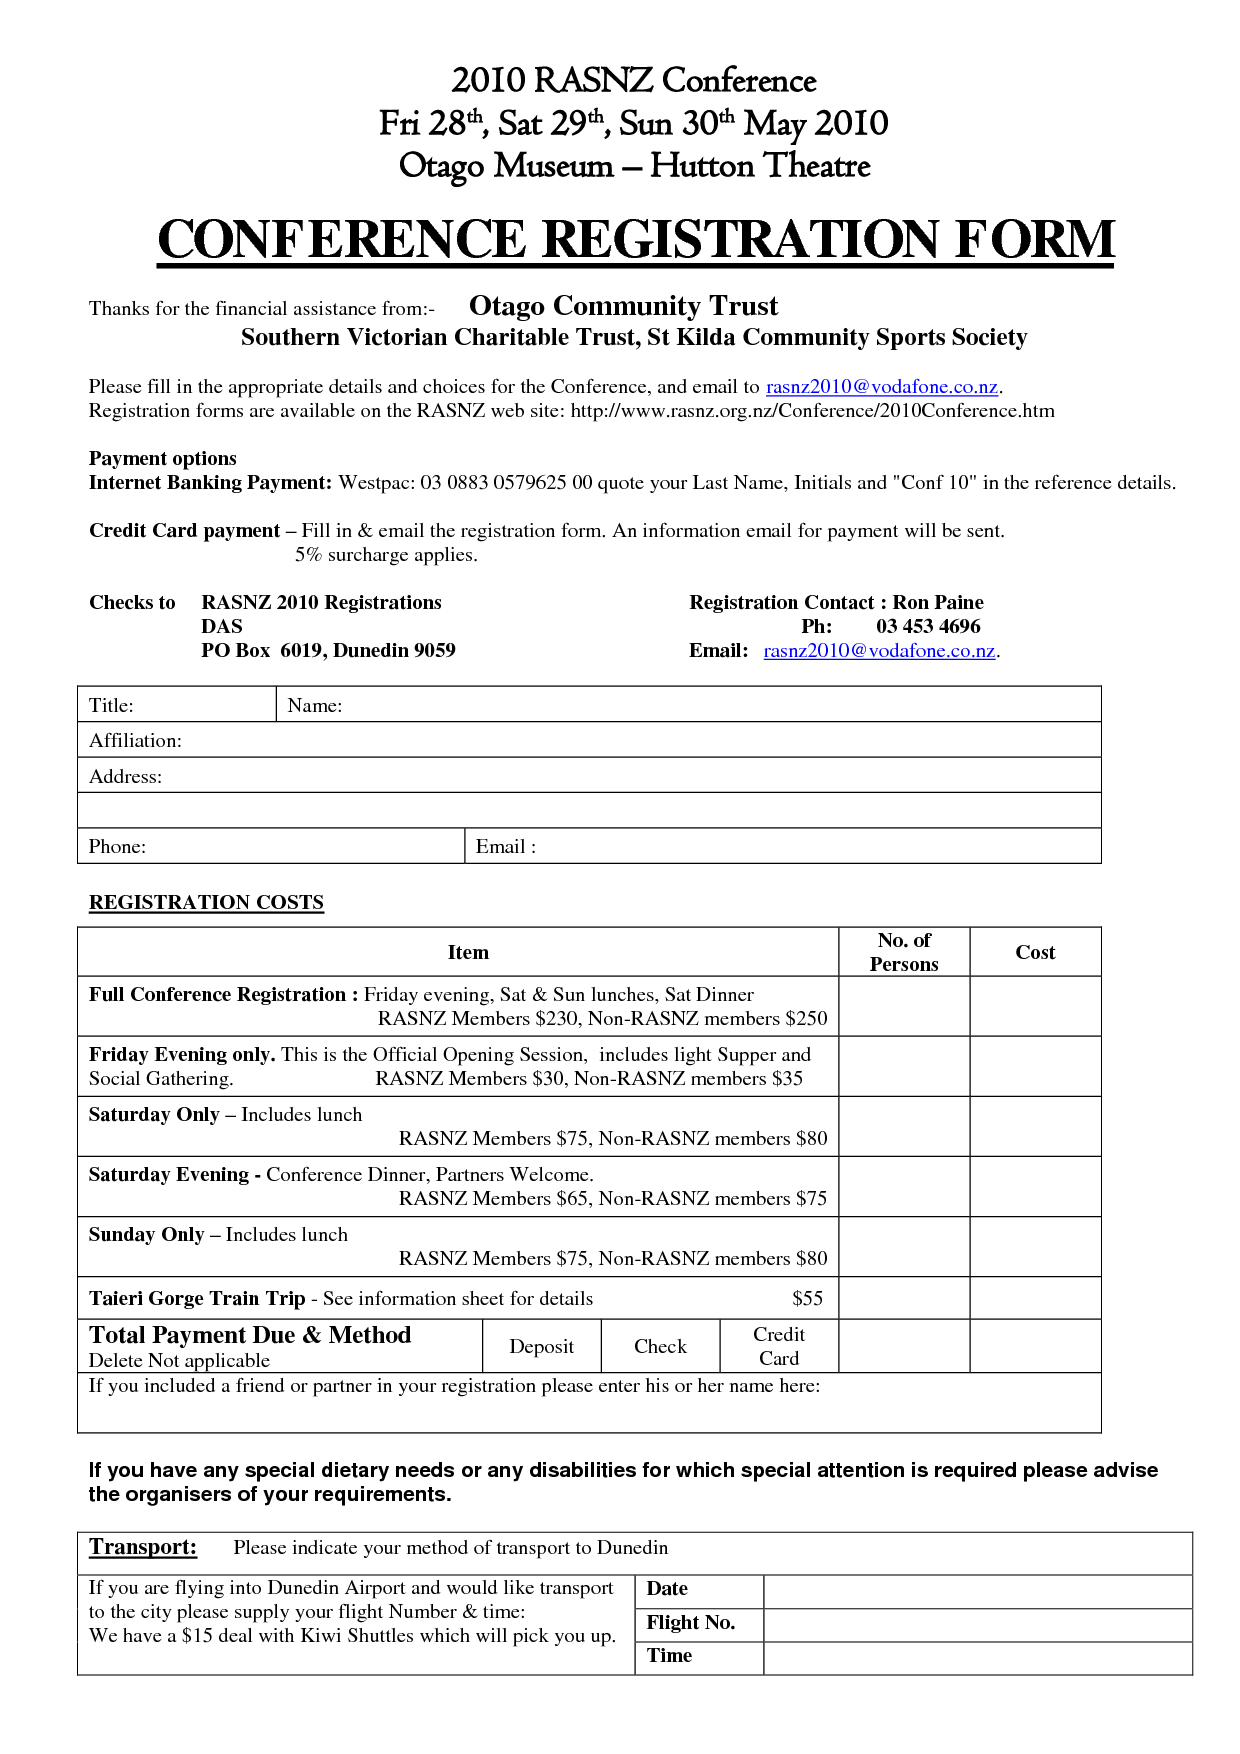 2010 RASNZ Conference
Fri 28th, Sat 29th, Sun 30th May 2010
Otago Museum – Hutton Theatre
CONFERENCE REGISTRATION FORM
Thanks for the financial assistance from:- Otago Community Trust
Southern Victorian Charitable Trust, St Kilda Community Sports Society
Please fill in the appropriate details and choices for the Conference, and email to rasnz2010@vodafone.co.nz.
Registration forms are available on the RASNZ web site: http://www.rasnz.org.nz/Conference/2010Conference.htm
Payment options
Internet Banking Payment: Westpac: 03 0883 0579625 00 quote your Last Name, Initials and "Conf 10" in the reference details.
Credit Card payment – Fill in & email the registration form. An information email for payment will be sent.
5% surcharge applies.
Checks to RASNZ 2010 Registrations Registration Contact : Ron Paine
DAS Ph: 03 453 4696
PO Box 6019, Dunedin 9059 Email: rasnz2010@vodafone.co.nz.
Title: Name:
Affiliation:
Address:
Phone: Email :
REGISTRATION COSTS
Item No. of Persons Cost
Full Conference Registration : Friday evening, Sat & Sun lunches, Sat Dinner
RASNZ Members $230, Non-RASNZ members $250
Friday Evening only. This is the Official Opening Session, includes light Supper and
Social Gathering. RASNZ Members $30, Non-RASNZ members $35
Saturday Only – Includes lunch
RASNZ Members $75, Non-RASNZ members $80
Saturday Evening - Conference Dinner, Partners Welcome.
RASNZ Members $65, Non-RASNZ members $75
Sunday Only – Includes lunch
RASNZ Members $75, Non-RASNZ members $80
Taieri Gorge Train Trip - See information sheet for details $55
Total Payment Due & Method Deposit Check Credit Card
Delete Not applicable
If you included a friend or partner in your registration please enter his or her name here:
If you have any special dietary needs or any disabilities for which special attention is required please advise
the organisers of your requirements.
Transport: Please indicate your method of transport to Dunedin
If you are flying into Dunedin Airport and would like transport
to the city please supply your flight Number & time:
We have a $15 deal with Kiwi Shuttles which will pick you up.
Date
Flight No.
Time